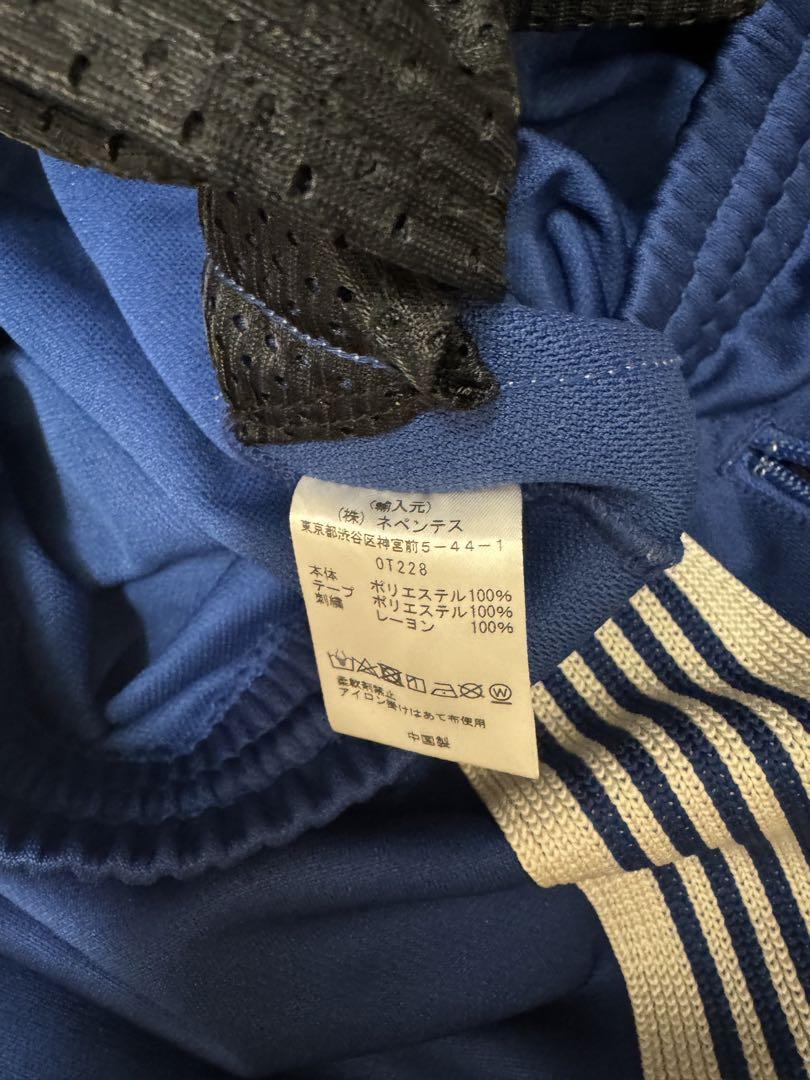 (輸入元)
(株) ネペンテス
東京都渋谷区神宮前5-44-1
OT228
本体 ポリエステル100%
テープ ポリエステル100%
刺繍 レーヨン 100%
W
柔軟剤禁止
アイロン掛けはあて布使用
中国製